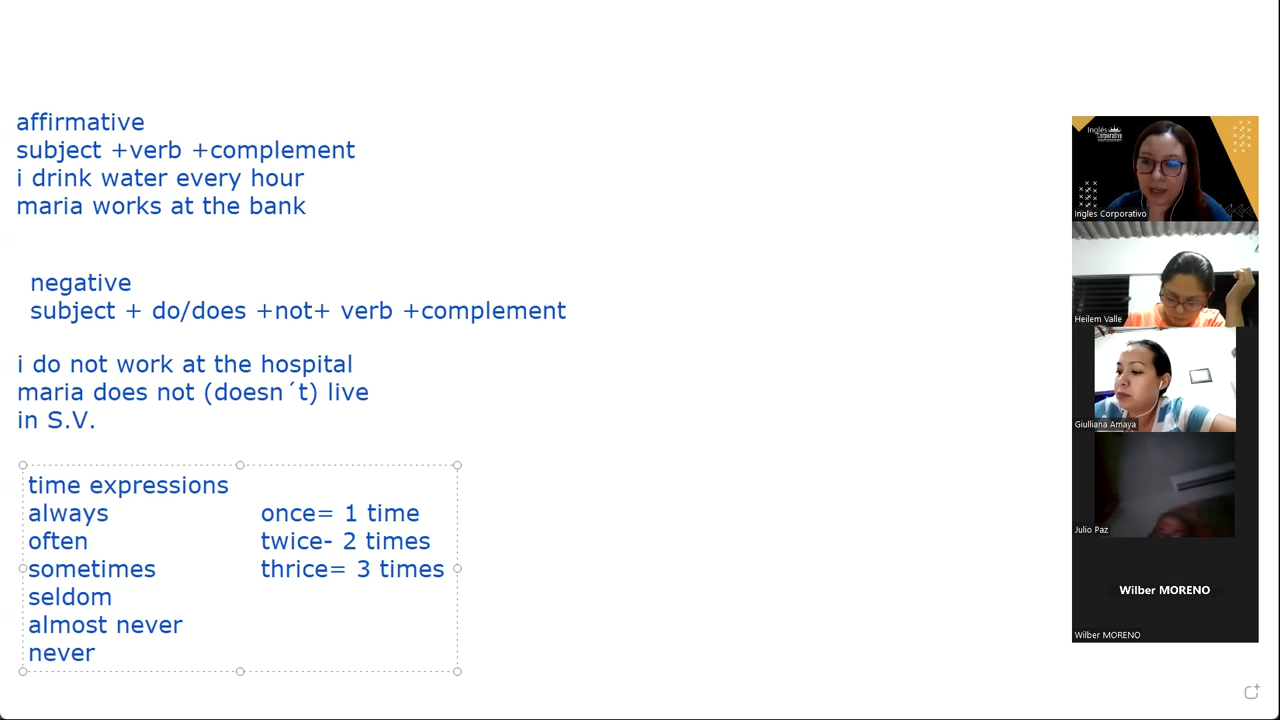 affirmative
subject +verb +complement
i drink water every hour
maria works at the bank
negative
subject + do/does +not+ verb +complement
i do not work at the hospital
maria does not (doesn´t) live
in S.V.
time expressions
always
often
sometimes
seldom
almost never
never
once= 1 time
twice- 2 times
thrice= 3 times
Inglés
Corporativo
Ingles Corporativo
Heilem Valle
Giulliana Amaya
Julio Paz
Wilber MORENO
Wilber MORENO